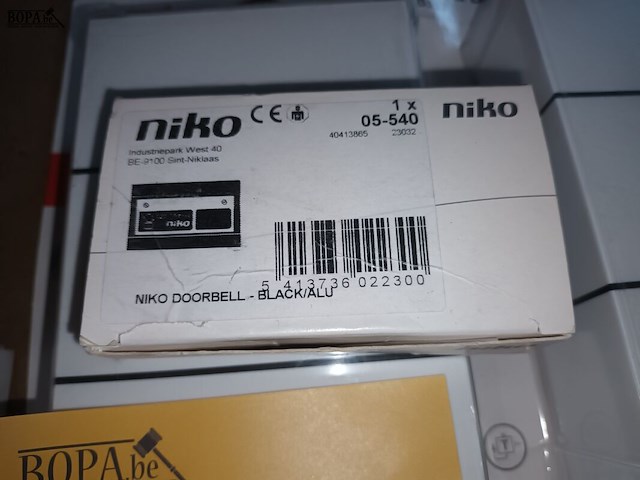 BOPA.be
niko
CE
1 x
05-540
40413865
23032
niko
Industriepark West 40
BE-9100 Sint-Niklaas
niko
5 413736 022300
NIKO DOORBELL - BLACK/ALU
BOPA.be